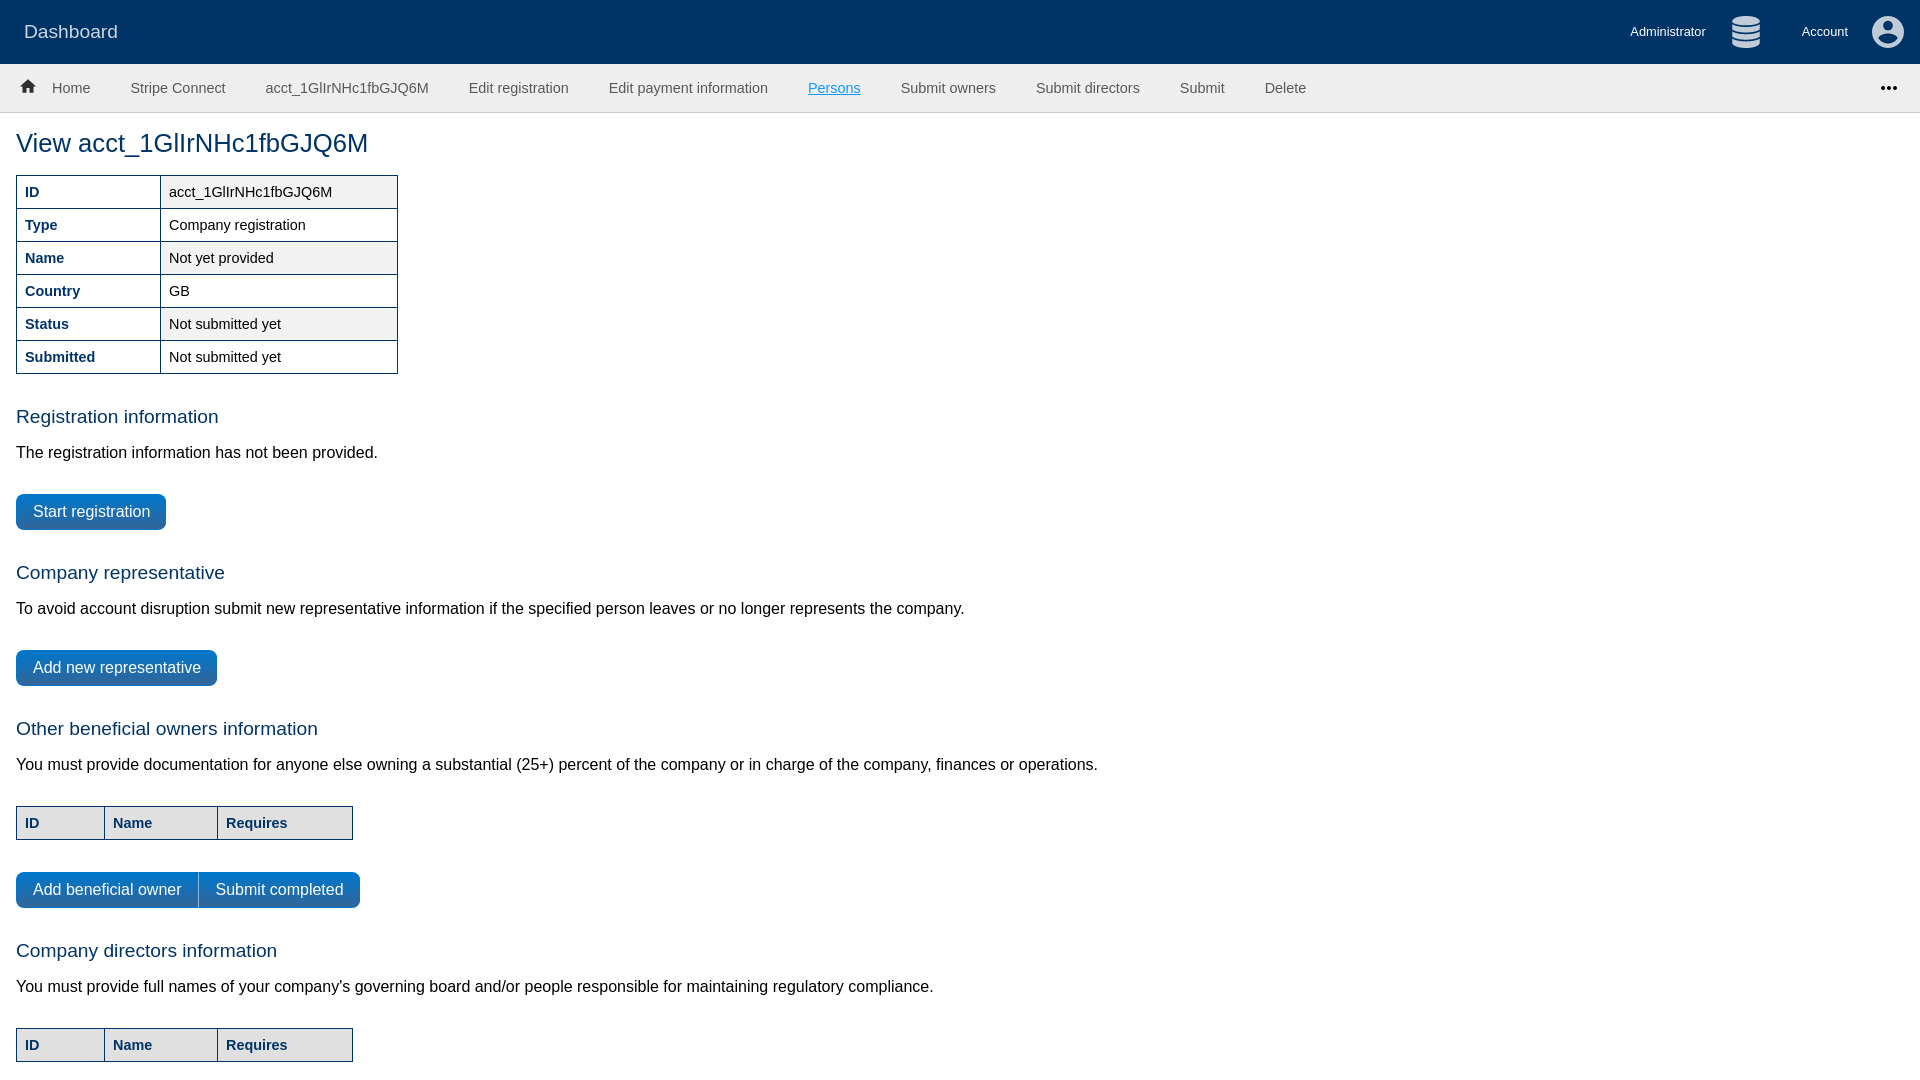 Dashboard
Administrator
Account
Home Stripe Connect acct_1GlIrNHc1fbGJQ6M Edit registration Edit payment information Persons Submit owners Submit directors Submit Delete
View acct_1GlIrNHc1fbGJQ6M
ID acct_1GlIrNHc1fbGJQ6M
Type Company registration
Name Not yet provided
Country GB
Status Not submitted yet
Submitted Not submitted yet
Registration information
The registration information has not been provided.
Start registration
Company representative
To avoid account disruption submit new representative information if the specified person leaves or no longer represents the company.
Add new representative
Other beneficial owners information
You must provide documentation for anyone else owning a substantial (25+) percent of the company or in charge of the company, finances or operations.
ID Name Requires
Add beneficial owner Submit completed
Company directors information
You must provide full names of your company's governing board and/or people responsible for maintaining regulatory compliance.
ID Name Requires